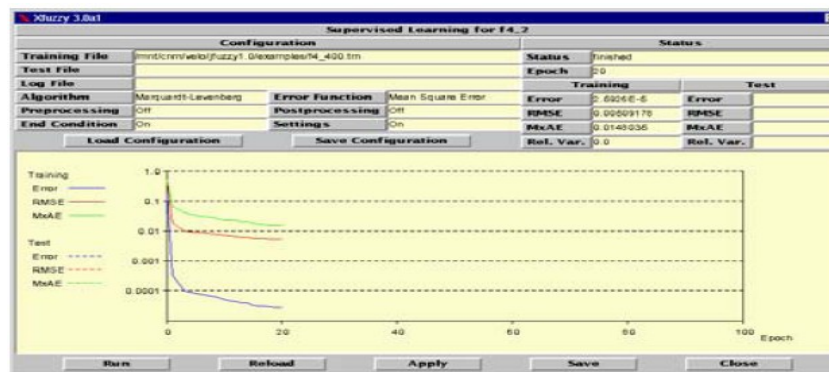 Xfuzzy 3.0a1
Supervised Learning for f4_2
Configuration
Status
Training File /mnt/cnm/velo/jfuzzy1.0/examples/f4_400.trn
Status finished
Test File
Epoch 20
Log File
Training Test
Algorithm Marquardt-Levenberg Error Function Mean Square Error
Error Error
Preprocessing Off Postprocessing Off
RMSE RMSE
End Condition On Settings On
MxAE MxAE
Load Configuration Save Configuration
Rel. Var. 0.0 Rel. Var.
Training
Error
RMSE
MxAE
Test
Error
RMSE
MxAE
1.0
0.1
0.01
0.001
0.0001
0 20 40 60 80 100
Epoch
Run Reload Apply Save Close